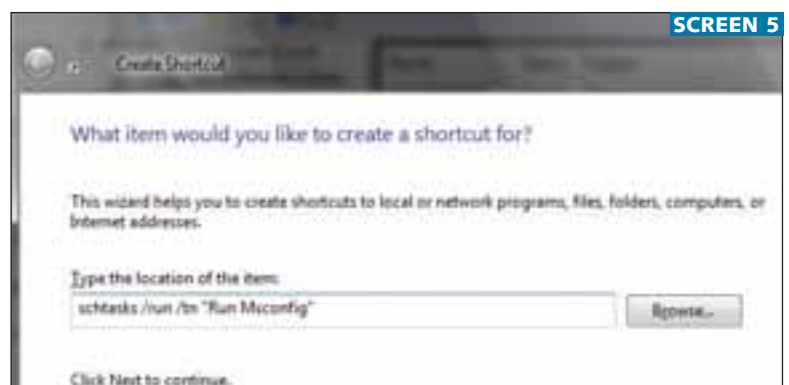 SCREEN 5
Create Shortcut
What item would you like to create a shortcut for?
This wizard helps you to create shortcuts to local or network programs, files, folders, computers, or
Internet addresses.
Type the location of the item:
schtasks /run /tn "Run Msconfig"
Browse...
Click Next to continue.